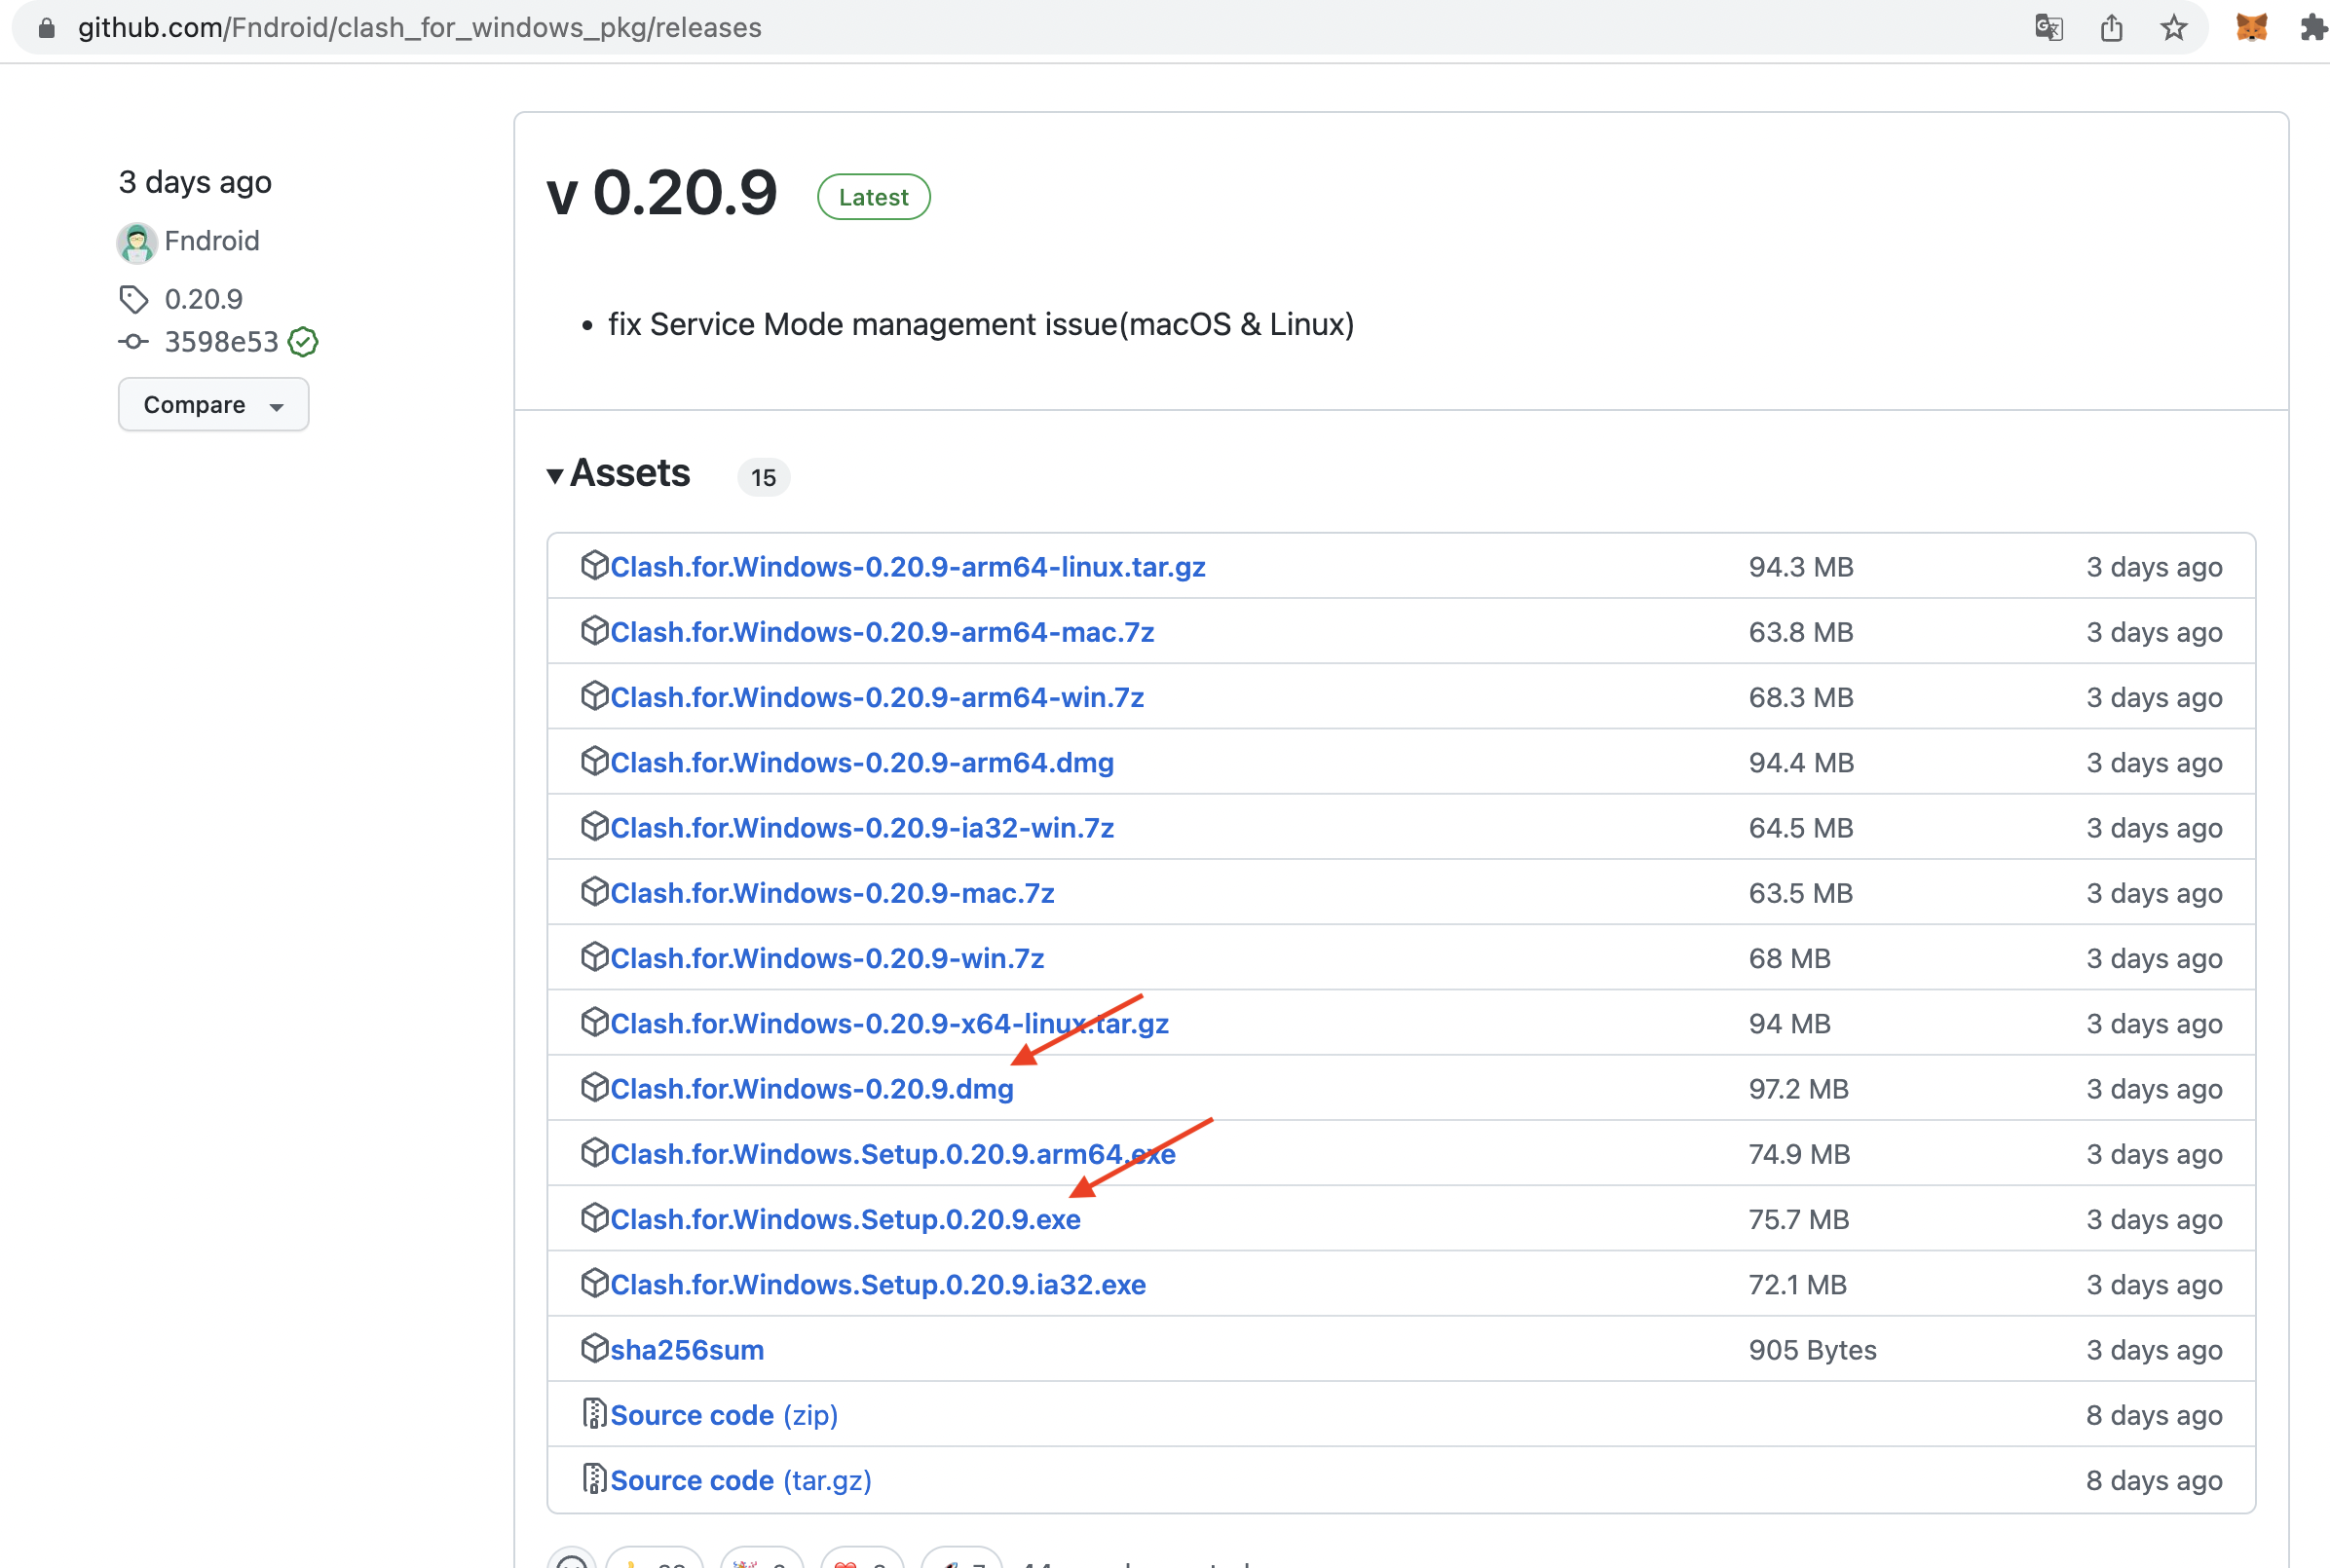 github.com/Fndroid/clash_for_windows_pkg/releases
3 days ago
Fndroid
0.20.9
3598e53
Compare
v 0.20.9 Latest
fix Service Mode management issue(macOS & Linux)
Assets 15
Clash.for.Windows-0.20.9-arm64-linux.tar.gz 94.3 MB 3 days ago
Clash.for.Windows-0.20.9-arm64-mac.7z 63.8 MB 3 days ago
Clash.for.Windows-0.20.9-arm64-win.7z 68.3 MB 3 days ago
Clash.for.Windows-0.20.9-arm64.dmg 94.4 MB 3 days ago
Clash.for.Windows-0.20.9-ia32-win.7z 64.5 MB 3 days ago
Clash.for.Windows-0.20.9-mac.7z 63.5 MB 3 days ago
Clash.for.Windows-0.20.9-win.7z 68 MB 3 days ago
Clash.for.Windows-0.20.9-x64-linux.tar.gz 94 MB 3 days ago
Clash.for.Windows-0.20.9.dmg 97.2 MB 3 days ago
Clash.for.Windows.Setup.0.20.9.arm64.exe 74.9 MB 3 days ago
Clash.for.Windows.Setup.0.20.9.exe 75.7 MB 3 days ago
Clash.for.Windows.Setup.0.20.9.ia32.exe 72.1 MB 3 days ago
sha256sum 905 Bytes 3 days ago
Source code (zip) 8 days ago
Source code (tar.gz) 8 days ago